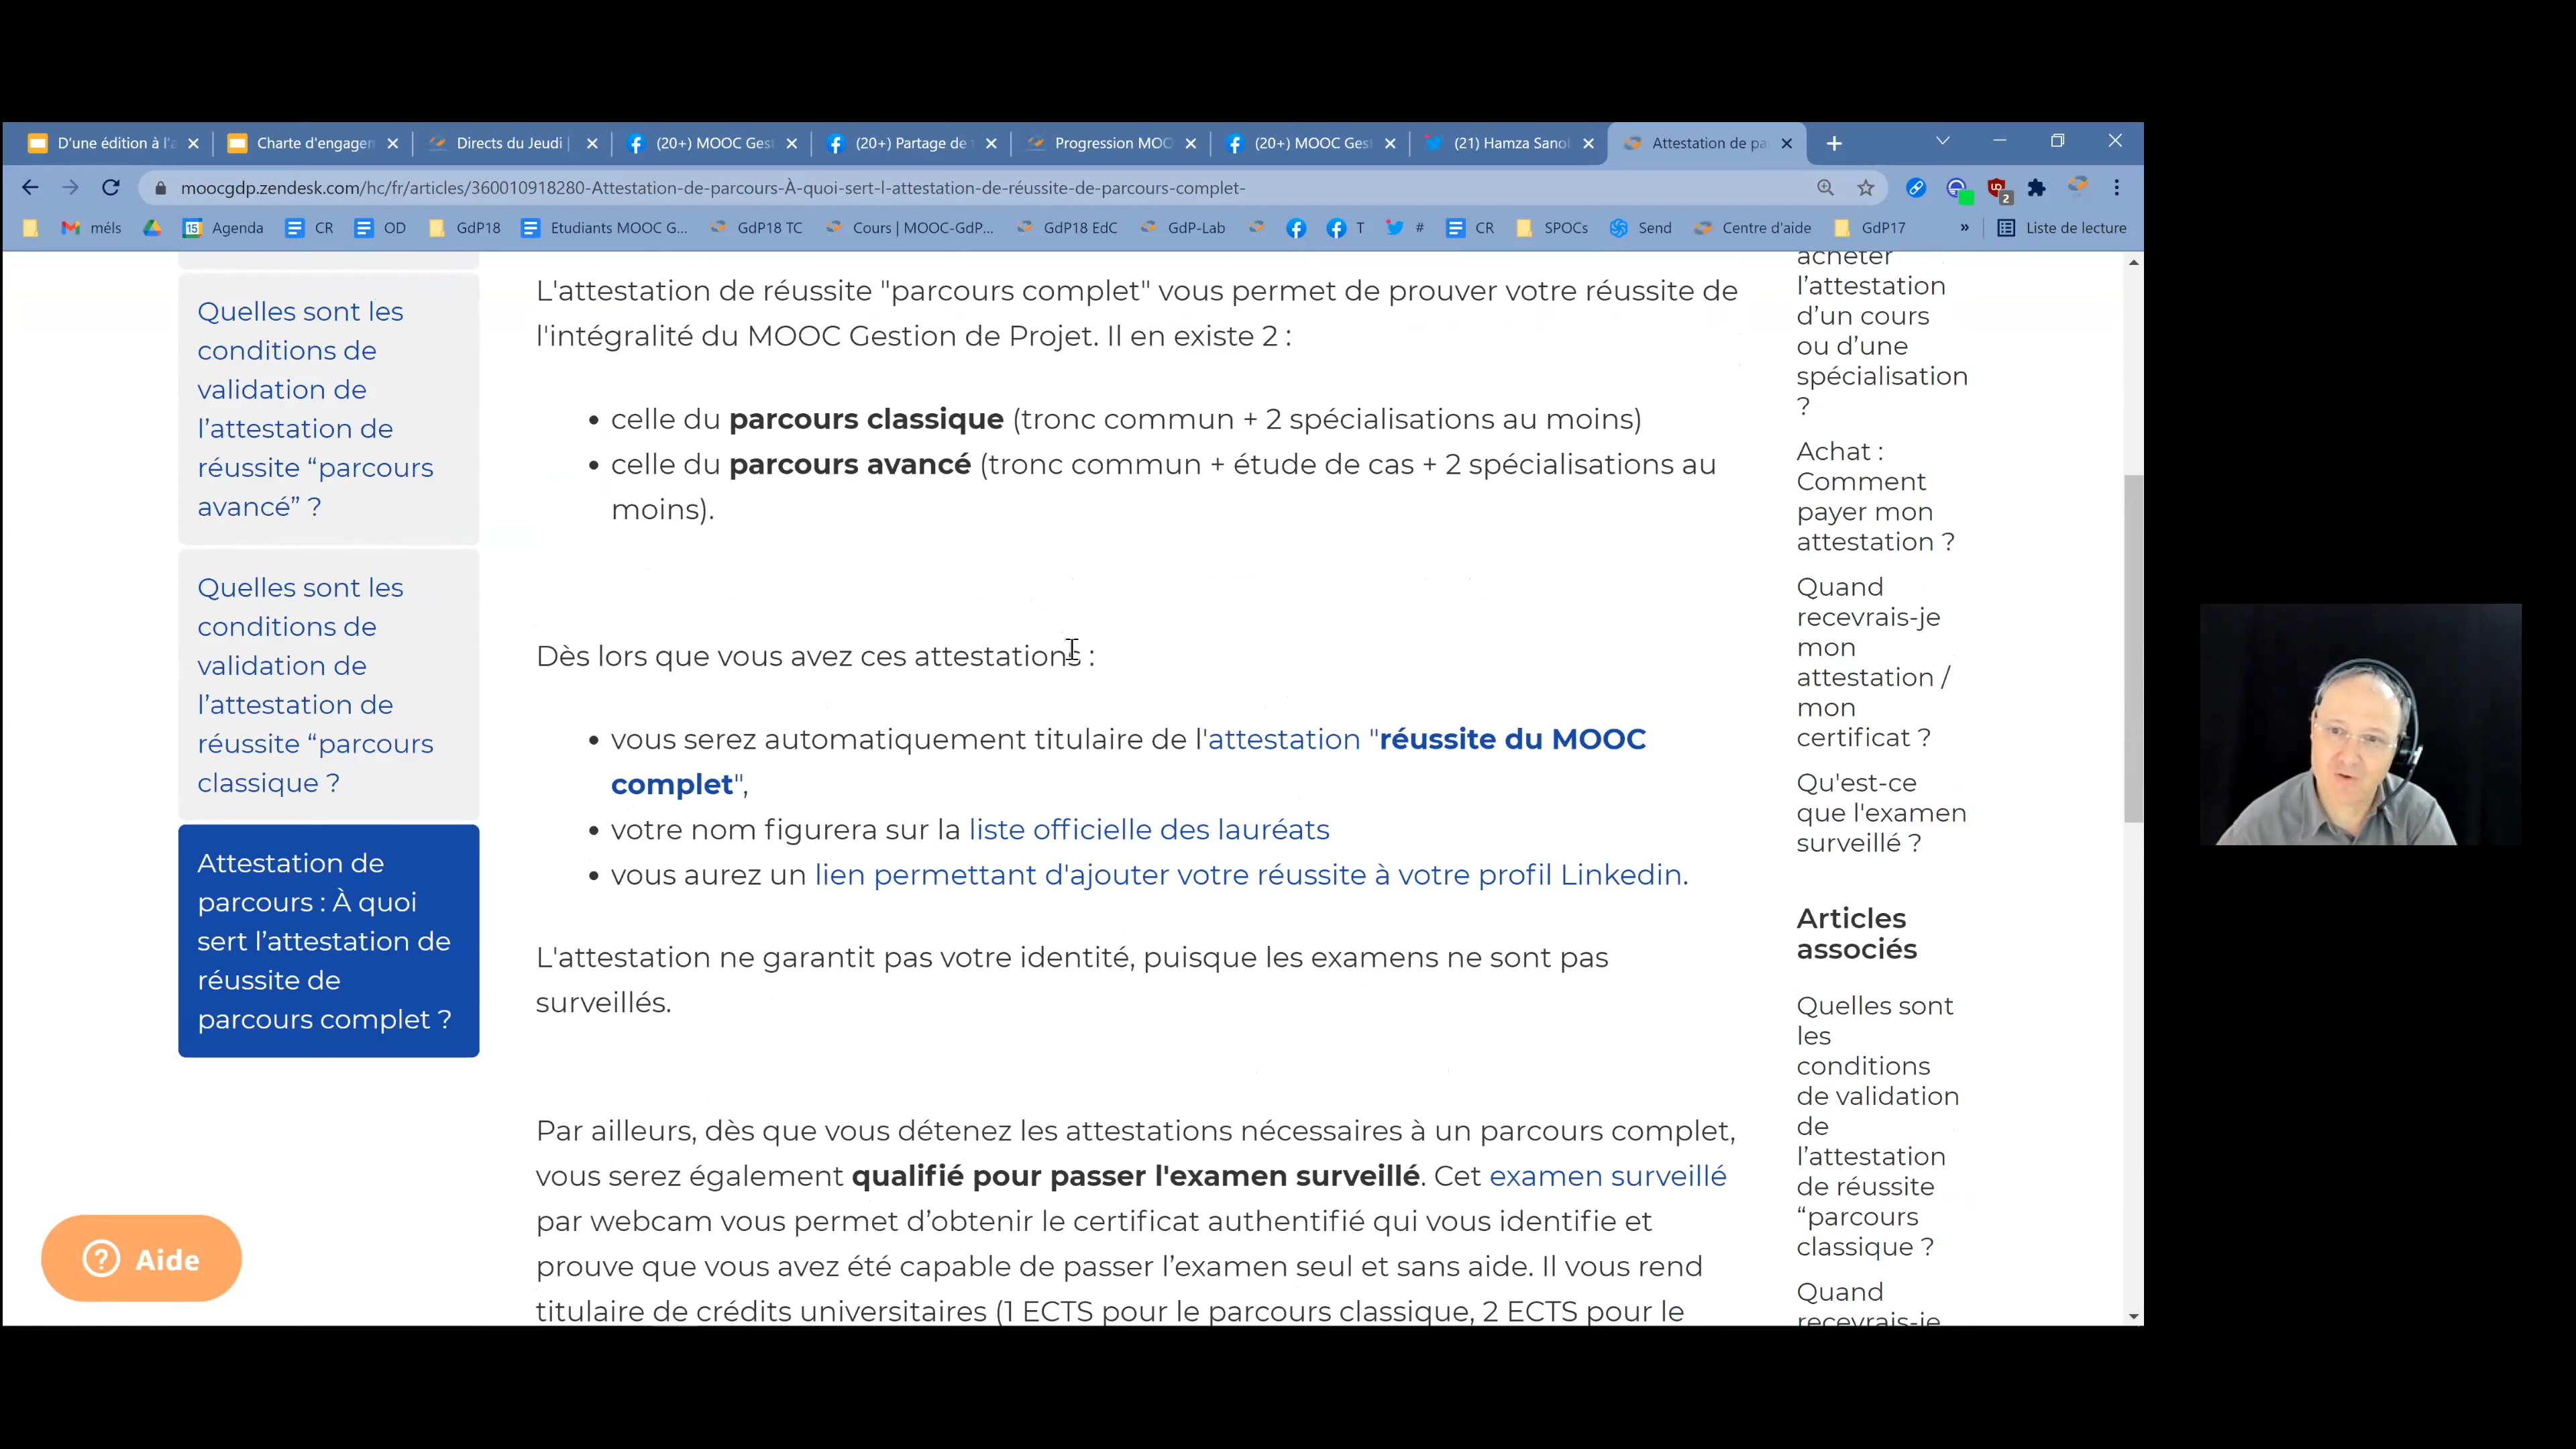 D'une édition à l'a
Charte d'engagen
Directs du Jeudi |
(20+) MOOC Gest
(20+) Partage de
Progression MOO
(20+) MOOC Gest
(21) Hamza Sanol
Attestation de pa
moocgdp.zendesk.com/hc/fr/articles/360010918280-Attestation-de-parcours-À-quoi-sert-l-attestation-de-réussite-de-parcours-complet-
méls
15
Agenda
CR
OD
GdP18
Etudiants MOOC G...
GdP18 TC
Cours | MOOC-GdP...
GdP18 EdC
GdP-Lab
T
#
CR
SPOCs
Send
Centre d'aide
GdP17
»
Liste de lecture
2
Quelles sont les
conditions de
validation de
l'attestation de
réussite “parcours
avancé” ?
Quelles sont les
conditions de
validation de
l'attestation de
réussite “parcours
classique ?
Attestation de
parcours : À quoi
sert l'attestation de
réussite de
parcours complet ?
Aide
L'attestation de réussite "parcours complet" vous permet de prouver votre réussite de
l'intégralité du MOOC Gestion de Projet. Il en existe 2 :
• celle du parcours classique (tronc commun + 2 spécialisations au moins)
• celle du parcours avancé (tronc commun + étude de cas + 2 spécialisations au
moins).
Dès lors que vous avez ces attestations :
• vous serez automatiquement titulaire de l'attestation "réussite du MOOC
complet",
• votre nom figurera sur la liste officielle des lauréats
• vous aurez un lien permettant d'ajouter votre réussite à votre profil Linkedin.
L'attestation ne garantit pas votre identité, puisque les examens ne sont pas
surveillés.
Par ailleurs, dès que vous détenez les attestations nécessaires à un parcours complet,
vous serez également qualifié pour passer l'examen surveillé. Cet examen surveillé
par webcam vous permet d'obtenir le certificat authentifié qui vous identifie et
prouve que vous avez été capable de passer l'examen seul et sans aide. Il vous rend
titulaire de crédits universitaires (1 ECTS pour le parcours classique, 2 ECTS pour le
acheter
l'attestation
d'un cours
ou d'une
spécialisation
?
Achat :
Comment
payer mon
attestation ?
Quand
recevrais-je
mon
attestation /
mon
certificat ?
Qu'est-ce
que l'examen
surveillé ?
Articles
associés
Quelles sont
les
conditions
de validation
de
l'attestation
de réussite
“parcours
classique ?
Quand
recevrais-je